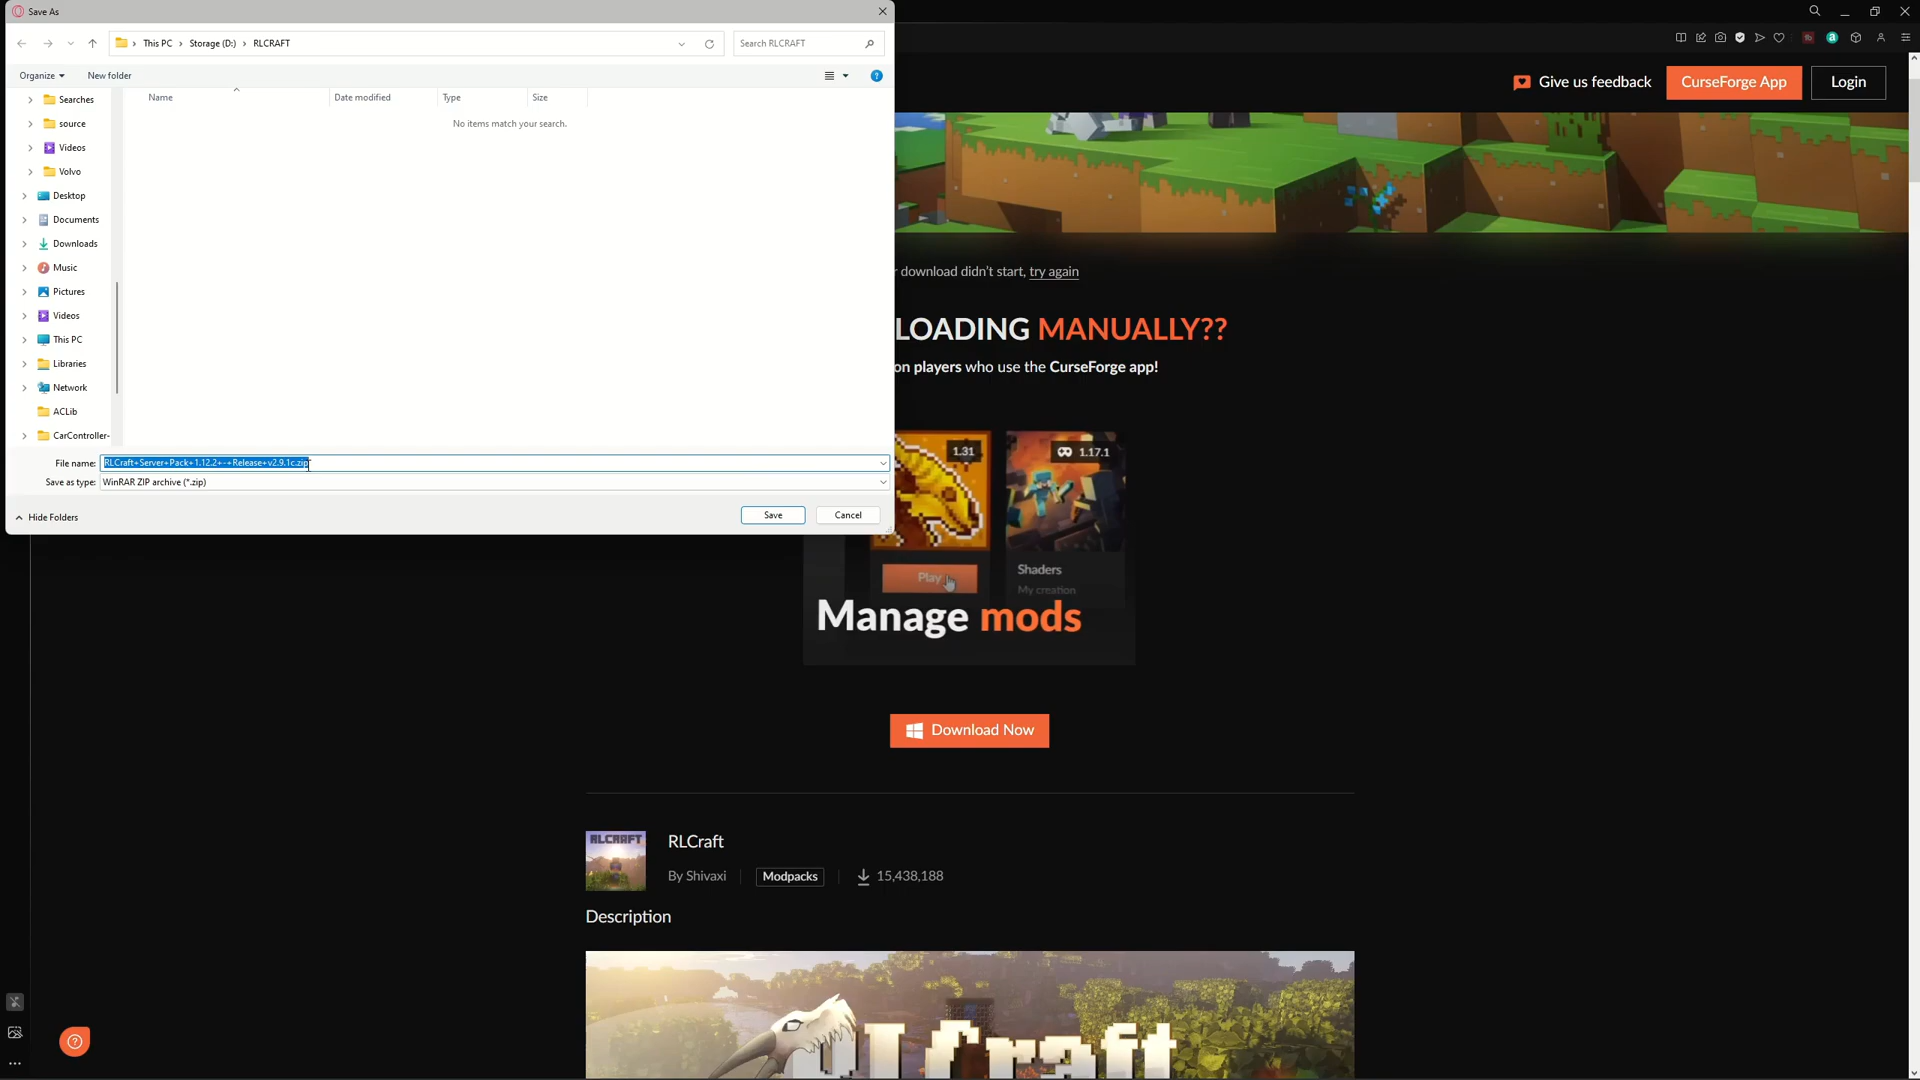 Save As
This PC > Storage (D:) > RLCRAFT
Search RLCRAFT
Organize
New folder
Name
Date modified
Type
Size
No items match your search.
Searches
source
Videos
Volvo
Desktop
Documents
Downloads
Music
Pictures
Videos
This PC
Libraries
Network
ACLib
CarController-
File name:
RLCraft+Server+Pack+1.12.2+-+Release+v2.9.1c.zip
Save as type:
WinRAR ZIP archive (*.zip)
Hide Folders
Save
Cancel
Give us feedback
CurseForge App
Login
r download didn't start, try again
LOADING MANUALLY??
on players who use the CurseForge app!
1.31
1.17.1
Play
Shaders
My creation
Manage mods
Download Now
RLCRAFT
RLCraft
By Shivaxi
Modpacks
15,438,188
Description
RLCraft